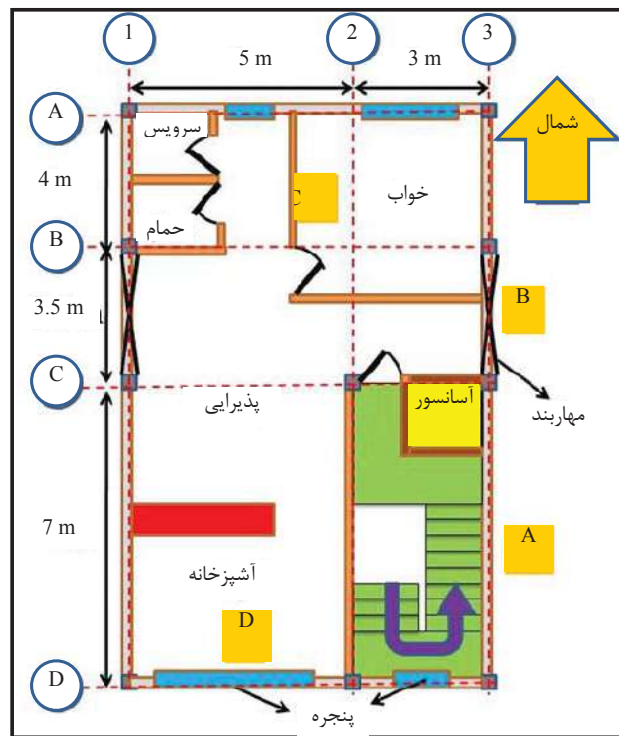 1
2
3
5 m
3 m
A
سرویس
شمال
4 m
C
خواب
حمام
B
3.5 m
B
C
پذیرایی
آسانسور
مهاربند
7 m
A
آشپزخانه
D
D
پنجره